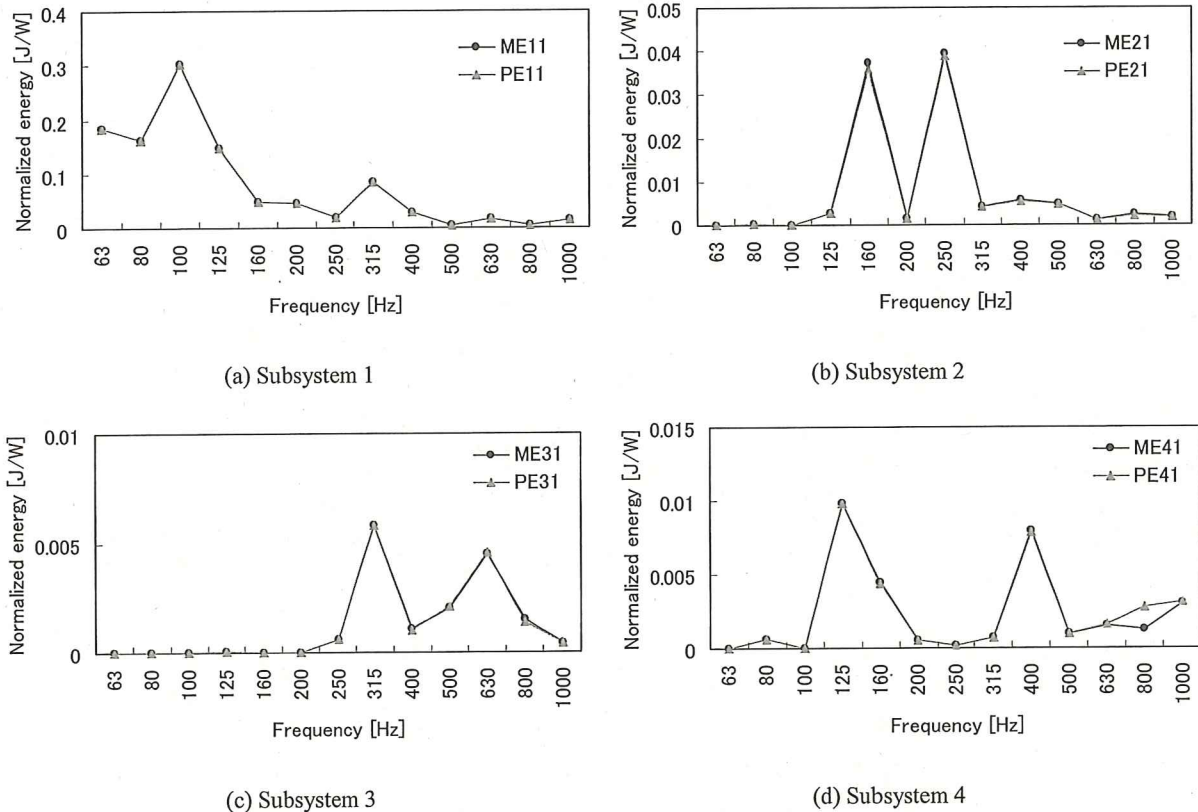 Normalized energy [J/W]
0.4
0.3
0.2
0.1
0
ME11
PE11
63 80 100 125 160 200 250 315 400 500 630 800 1000
Frequency [Hz]
(a) Subsystem 1
Normalized energy [J/W]
0.05
0.04
0.03
0.02
0.01
0
ME21
PE21
63 80 100 125 160 200 250 315 400 500 630 800 1000
Frequency [Hz]
(b) Subsystem 2
Normalized energy [J/W]
0.01
0.005
0
ME31
PE31
63 80 100 125 160 200 250 315 400 500 630 800 1000
Frequency [Hz]
(c) Subsystem 3
Normalized energy [J/W]
0.015
0.01
0.005
0
ME41
PE41
63 80 100 125 160 200 250 315 400 500 630 800 1000
Frequency [Hz]
(d) Subsystem 4